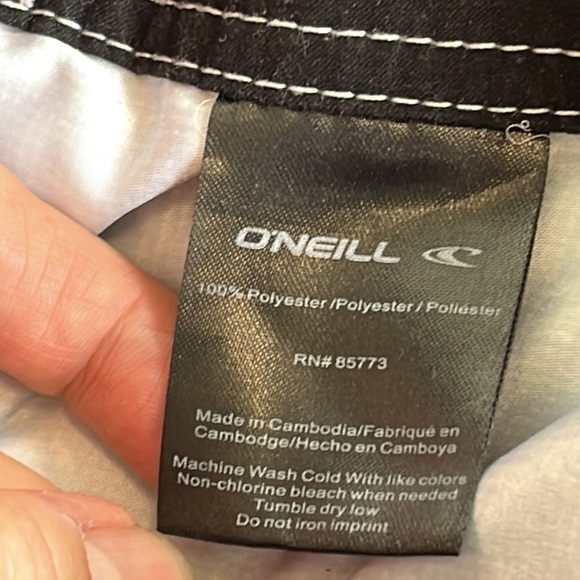 O'NEILL
100% Polyester /Polyester / Poliéster
RN# 85773
Made in Cambodia/Fabriqué en
Cambodge/Hecho en Camboya
Machine Wash Cold With like colors
Non-chlorine bleach when needed
Tumble dry low
Do not iron imprint